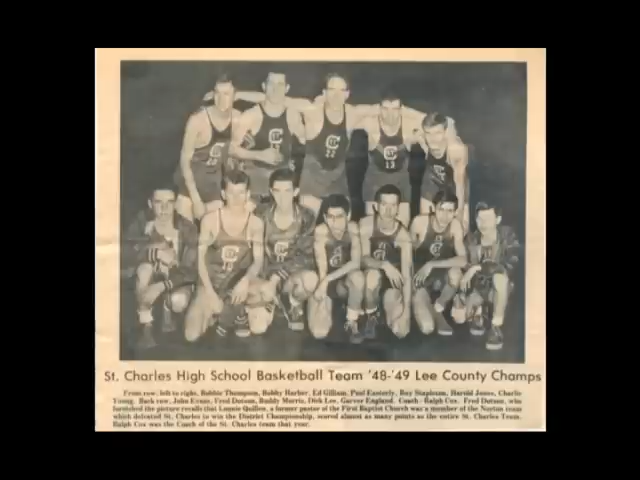 St. Charles High School Basketball Team '48-'49 Lee County Champs
Front row, left to right, Bobbie Thompson, Bobby Harber, Ed Gilliam, Paul Easterly, Roy Stapleton, Harold Jones, Charlie
Young. Back row, John Evans, Fred Dotson, Buddy Morris, Dick Lee, Garver England. Coach - Ralph Cox. Fred Dotson, who
furnished the picture recalls that Lonnie Quillen, a former pastor of the First Baptist Church was a member of the Norton team
which defeated St. Charles to win the District Championship, scored almost as many points as the entire St. Charles Team.
Ralph Cox was the Coach of the St. Charles team that year.